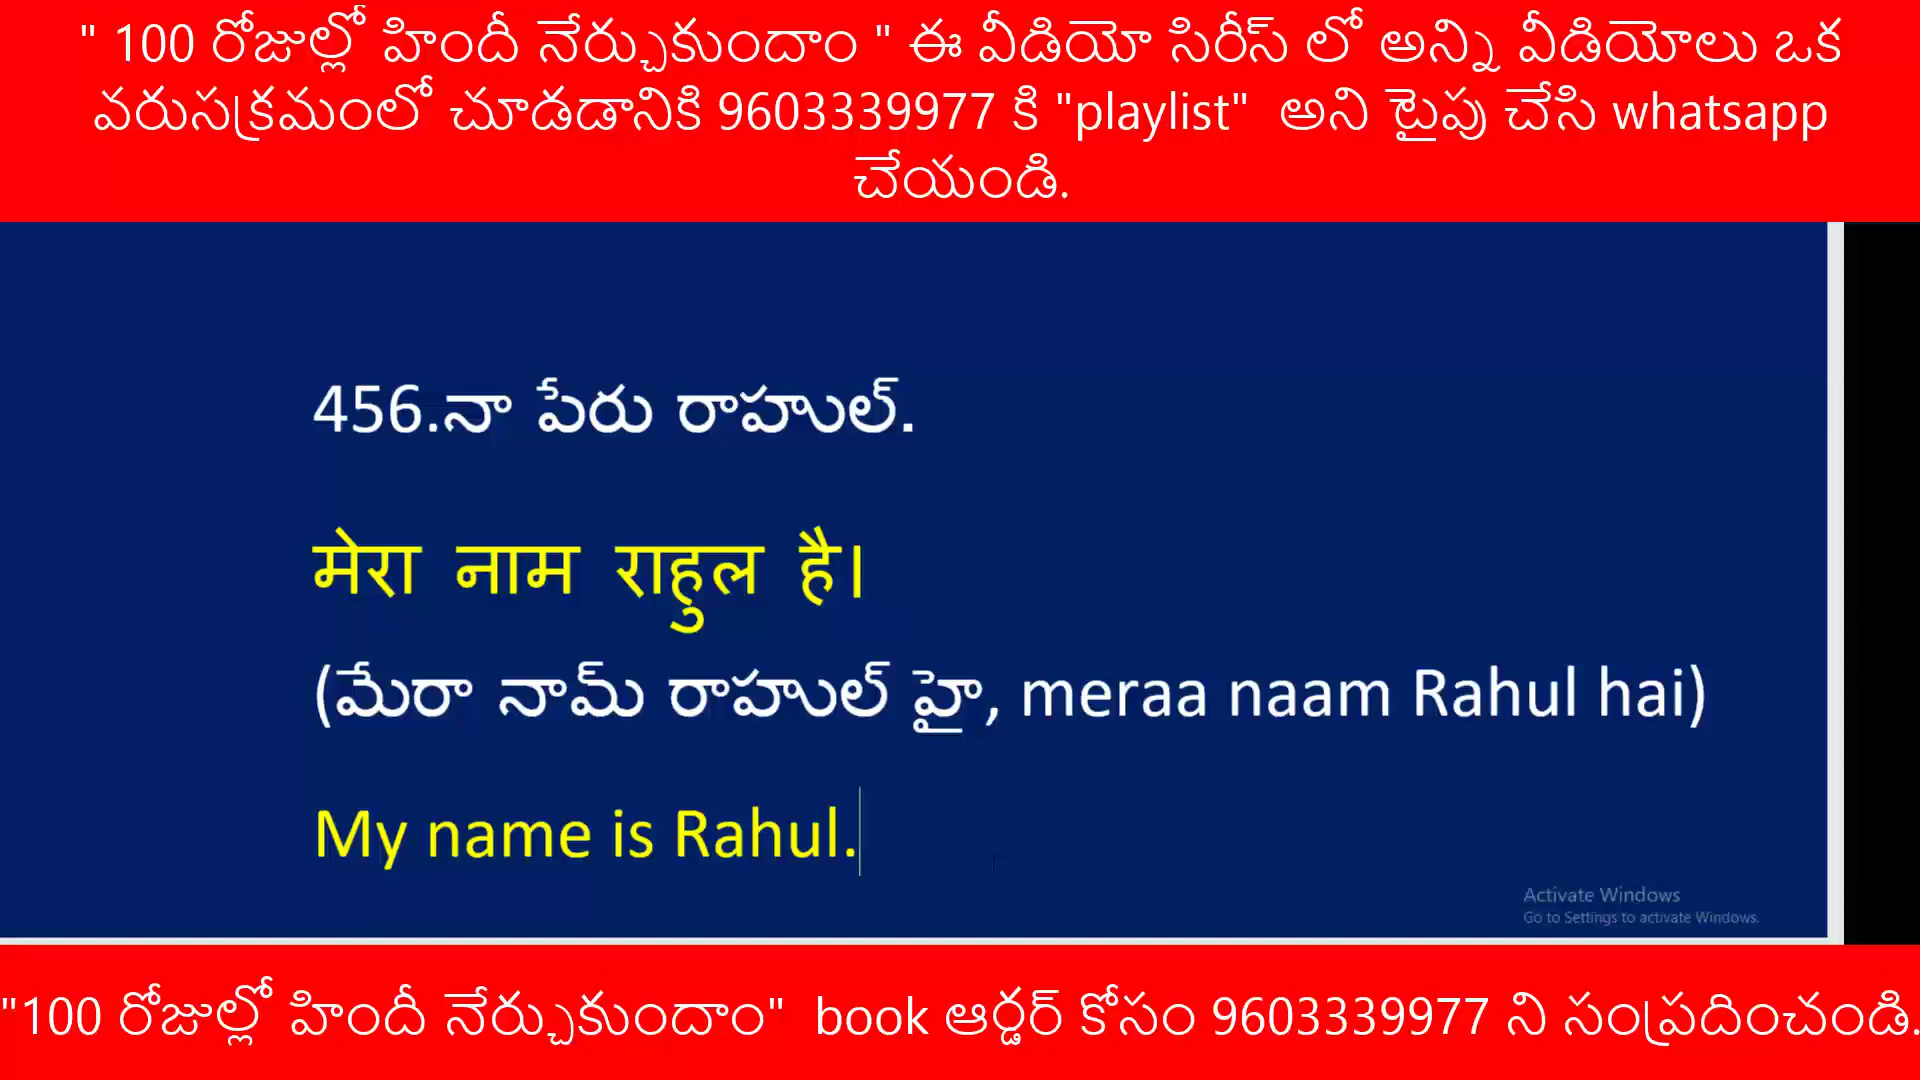 " 100 రోజుల్లో హిందీ నేర్చుకుందాం " ఈ వీడియో సిరీస్ లో అన్ని వీడియోలు ఒక
వరుసక్రమంలో చూడడానికి 9603339977 కి "playlist" అని టైపు చేసి whatsapp
చేయండి.
456.నా పేరు రాహుల్.
मेरा नाम राहुल है।
(మేరా నామ్ రాహుల్ హై, meraa naam Rahul hai)
My name is Rahul.
Activate Windows
Go to Settings to activate Windows.
"100 రోజుల్లో హిందీ నేర్చుకుందాం" book ఆర్డర్ కోసం 9603339977 ని సంప్రదించండి.